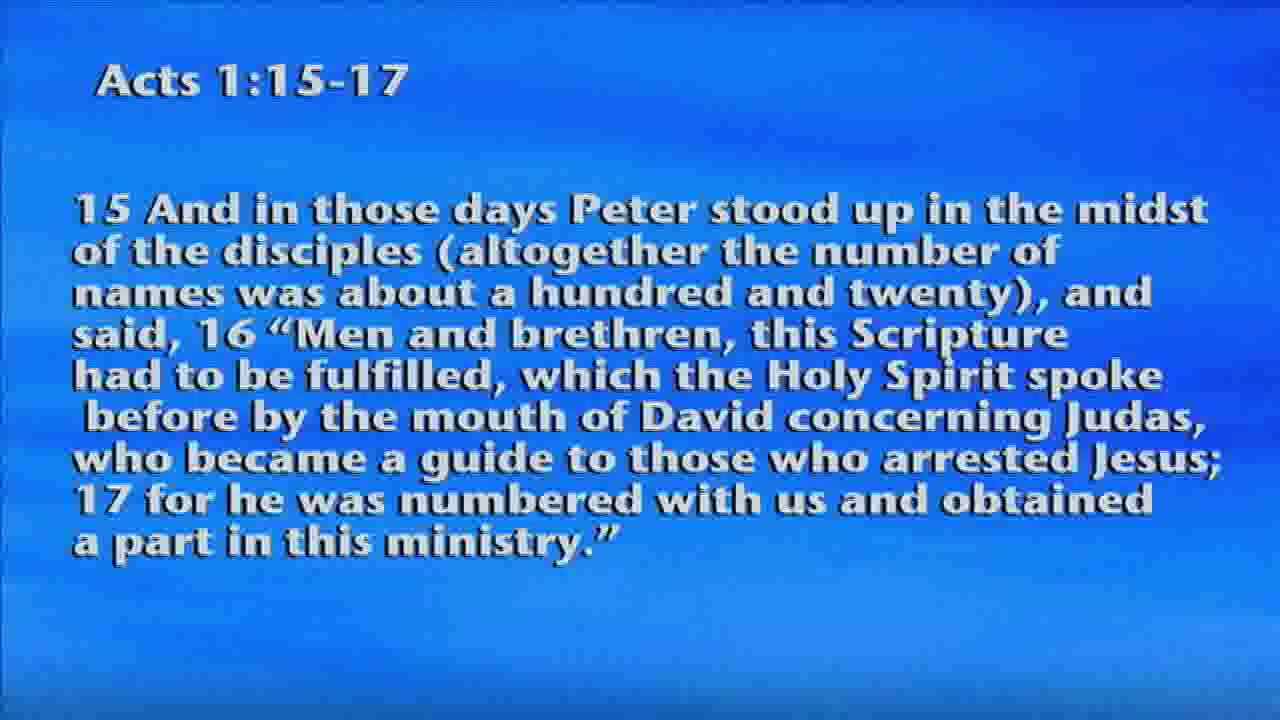 Acts 1:15-17
15 And in those days Peter stood up in the midst
of the disciples (altogether the number of
names was about a hundred and twenty), and
said, 16 “Men and brethren, this Scripture
had to be fulfilled, which the Holy Spirit spoke
before by the mouth of David concerning Judas,
who became a guide to those who arrested Jesus;
17 for he was numbered with us and obtained
a part in this ministry.”